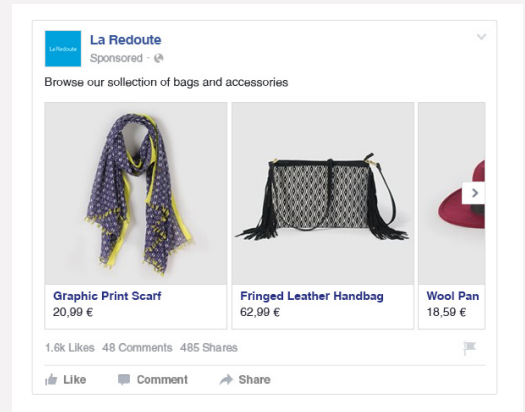 La Redoute
La Redoute
Sponsored ·
Browse our sollection of bags and accessories
Graphic Print Scarf
20,99 €
Fringed Leather Handbag
62,99 €
Wool Pan
18,59 €
1.6k Likes 48 Comments 485 Shares
Like Comment Share